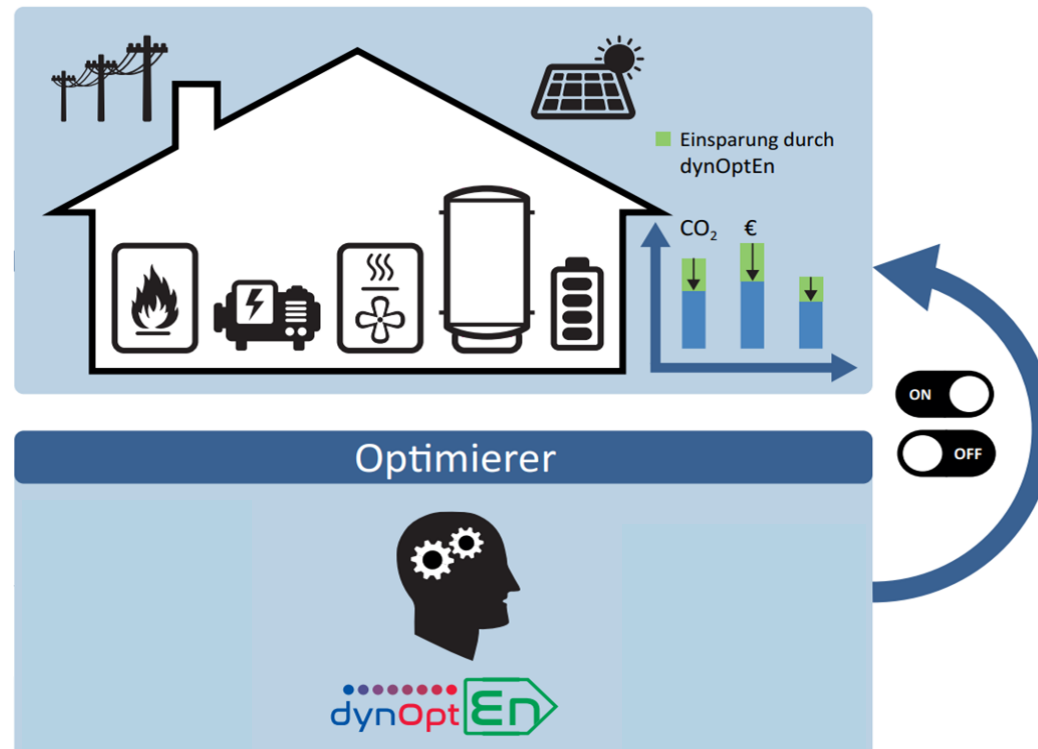 Einsparung durch
dynOptEn
CO₂ €
ON
OFF
Optimierer
dynOptEn